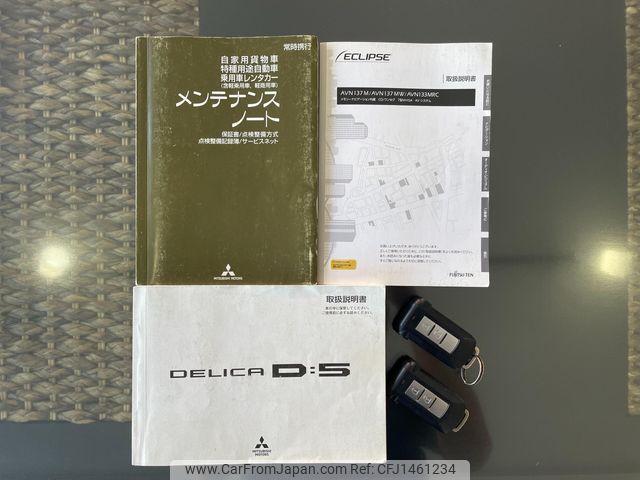 常時携行
自家用貨物車
特種用途自動車
乗用車レンタカー
(含軽乗用車、軽商用車)
メンテナンス
ノート
保証書/点検整備方式
点検整備記録簿/サービスネット
MITSUBISHI MOTORS
ECLIPSE
取扱説明書
AVN137M/AVN137MW/AVN133MRC
FUJITSU TEN
取扱説明書
DELICA D:5
MITSUBISHI
MOTORS
www.CarFromJapan.com - CFJ1461234